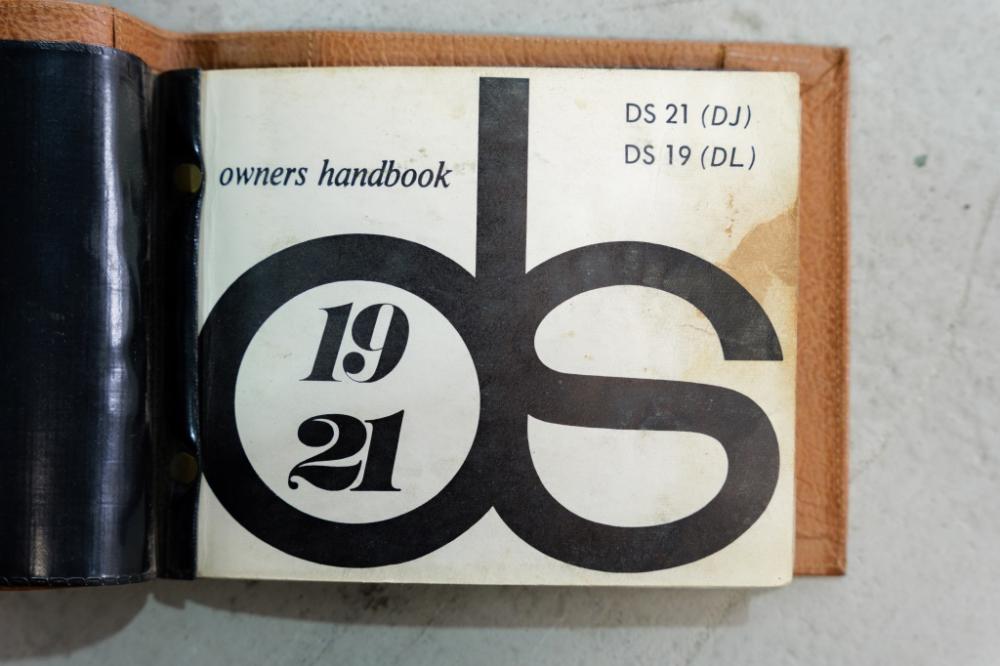 DS 21 (DJ)
DS 19 (DL)
owners handbook
ds
19
21